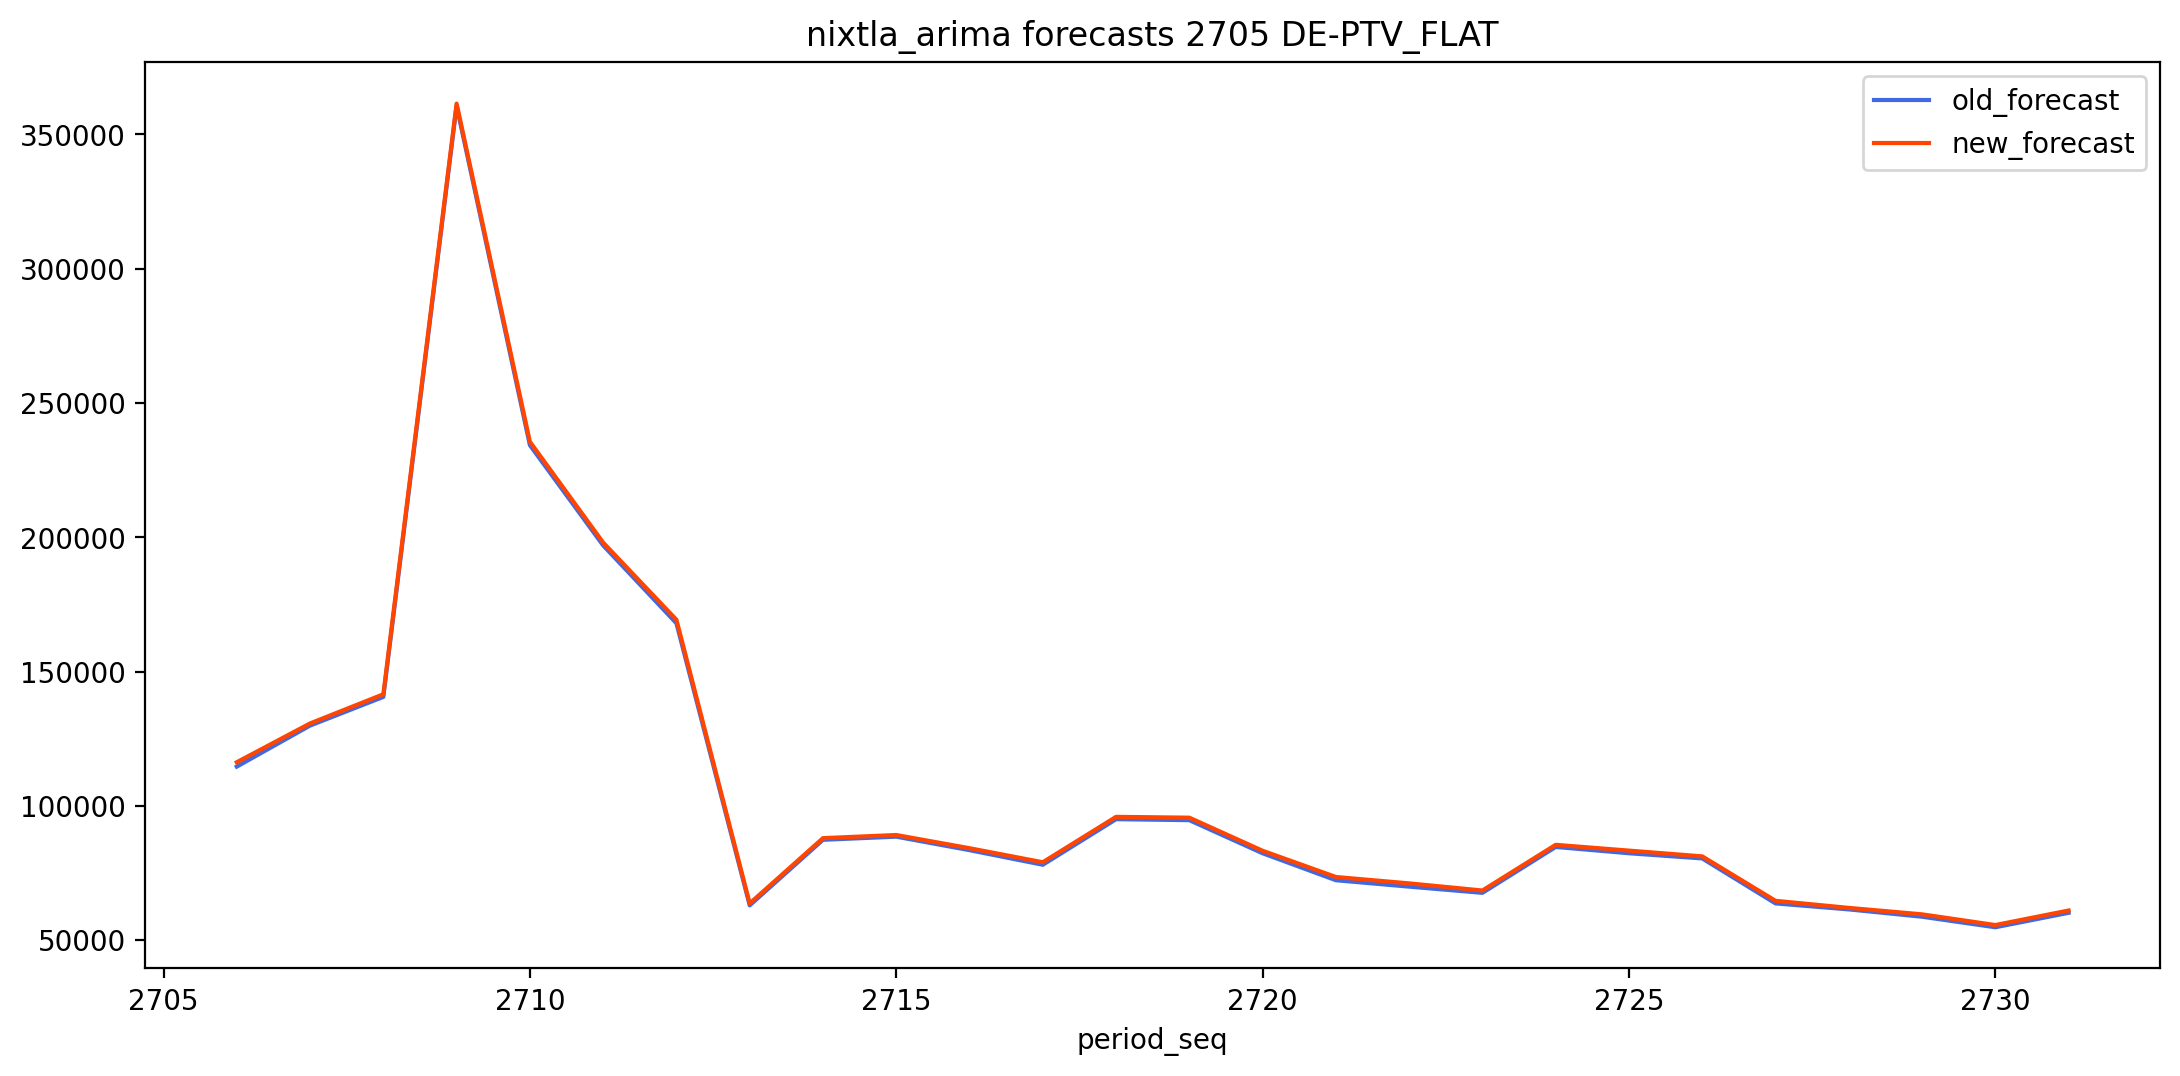 nixtla_arima forecasts 2705 DE-PTV_FLAT
old_forecast
new_forecast
350000
300000
250000
200000
150000
100000
50000
2705 2710 2715 2720 2725 2730
period_seq